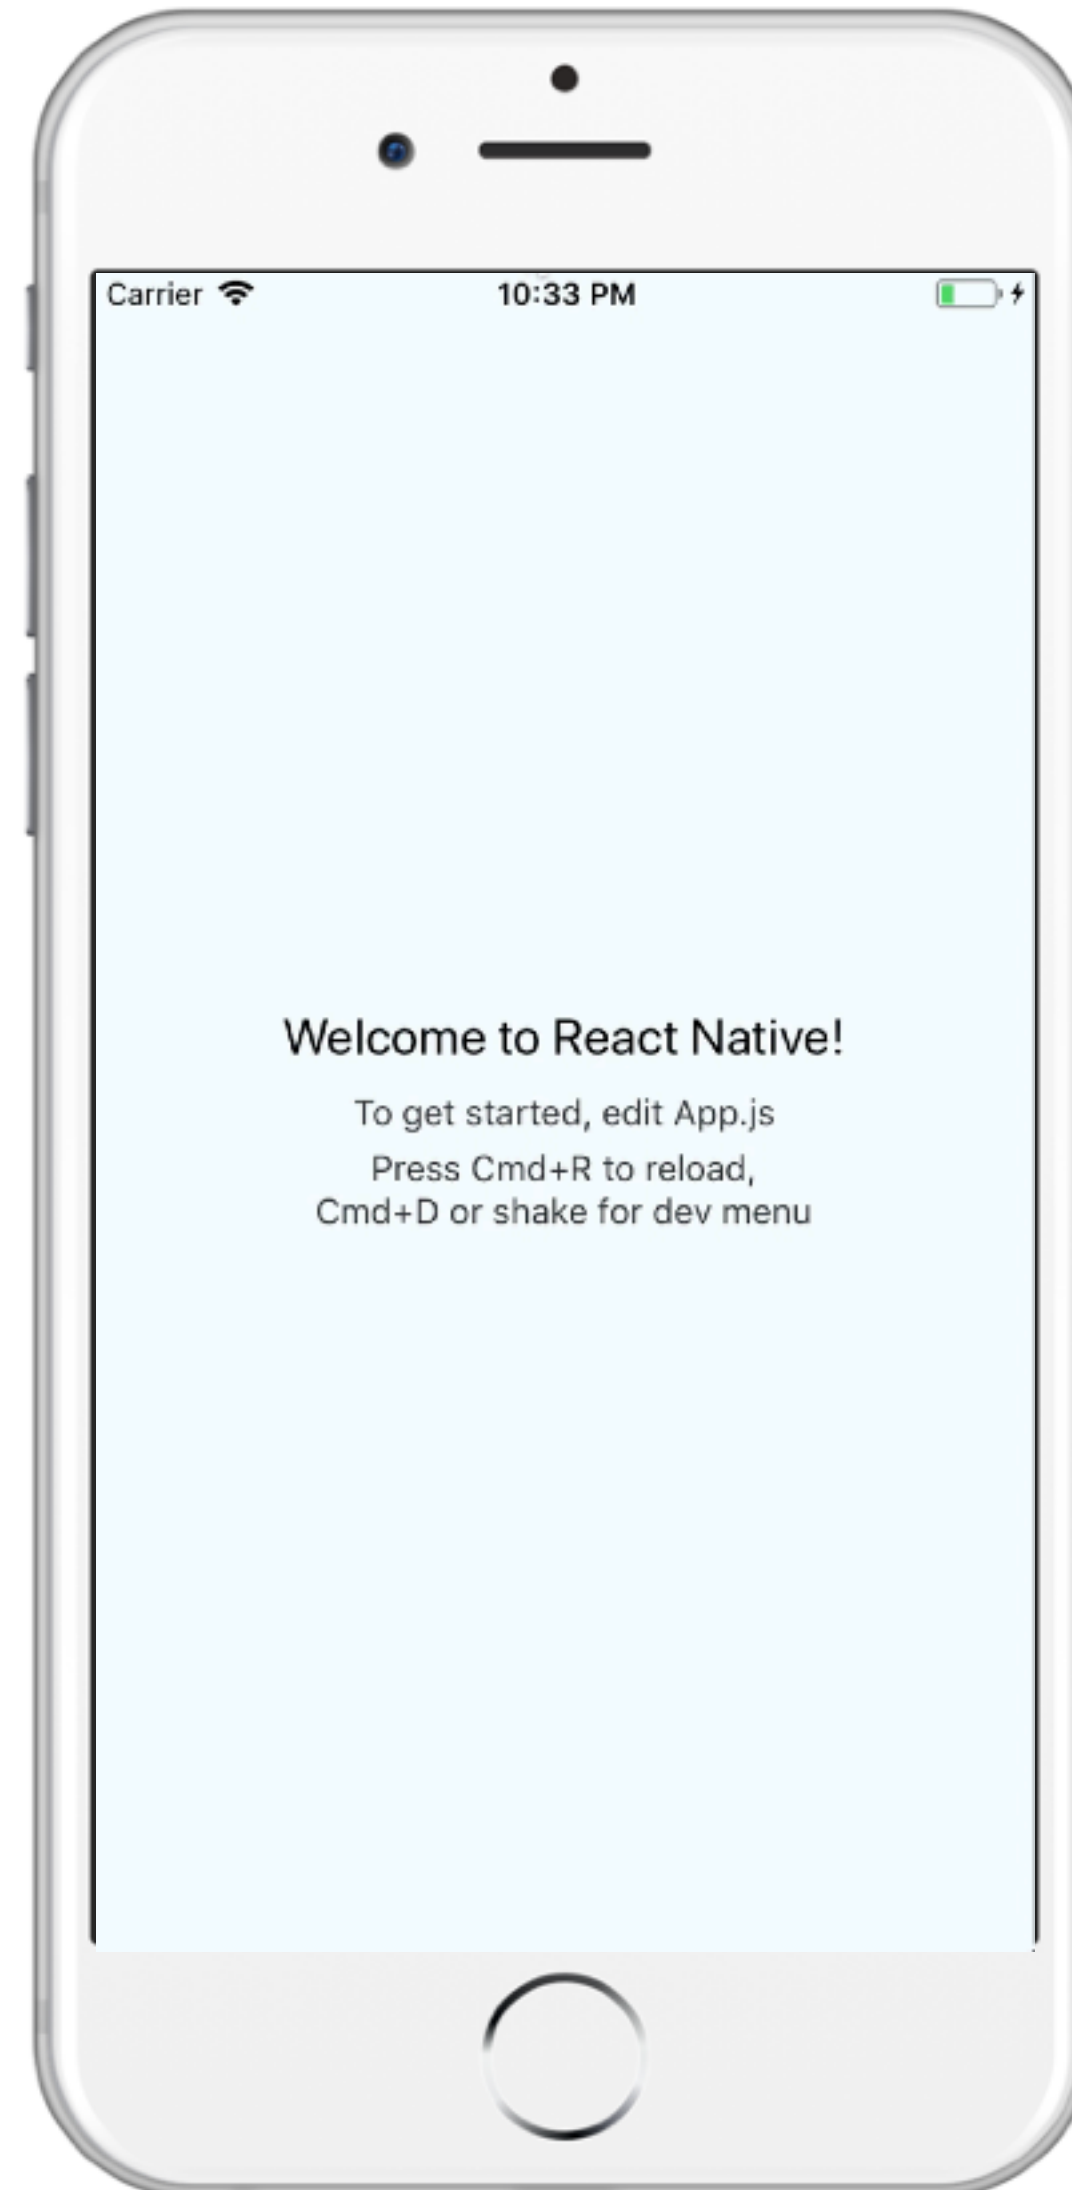 Carrier 10:33 PM
Welcome to React Native!
To get started, edit App.js
Press Cmd+R to reload,
Cmd+D or shake for dev menu